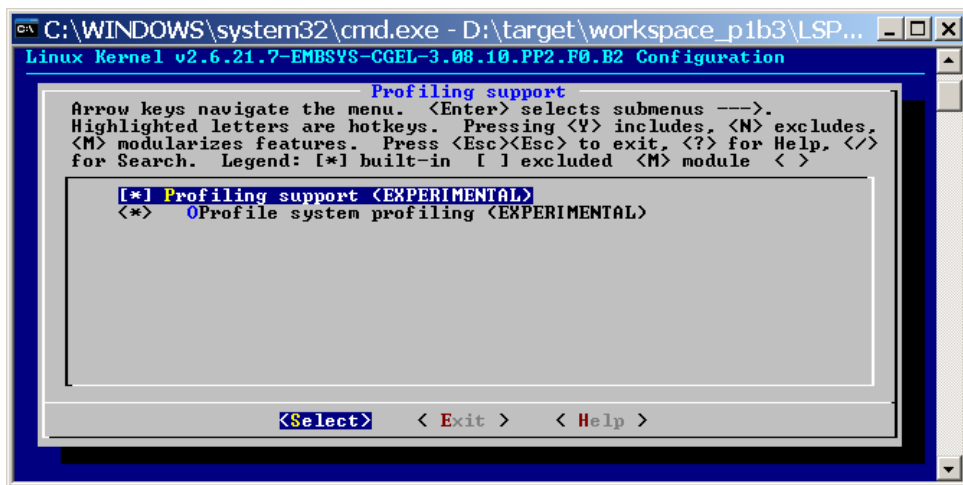 C:\WINDOWS\system32\cmd.exe - D:\target\workspace_p1b3\LSP...
Linux Kernel v2.6.21.7-EMBSYS-CGEL-3.08.10.PP2.F0.B2 Configuration
Profiling support
Arrow keys navigate the menu.  <Enter> selects submenus --->.
Highlighted letters are hotkeys.  Pressing <Y> includes, <N> excludes,
<M> modularizes features.  Press <Esc><Esc> to exit, <?> for Help, </>
for Search.  Legend: [*] built-in  [ ] excluded  <M> module  < >
[*] Profiling support (EXPERIMENTAL)
<*>   OProfile system profiling (EXPERIMENTAL)
<Select>    < Exit >    < Help >